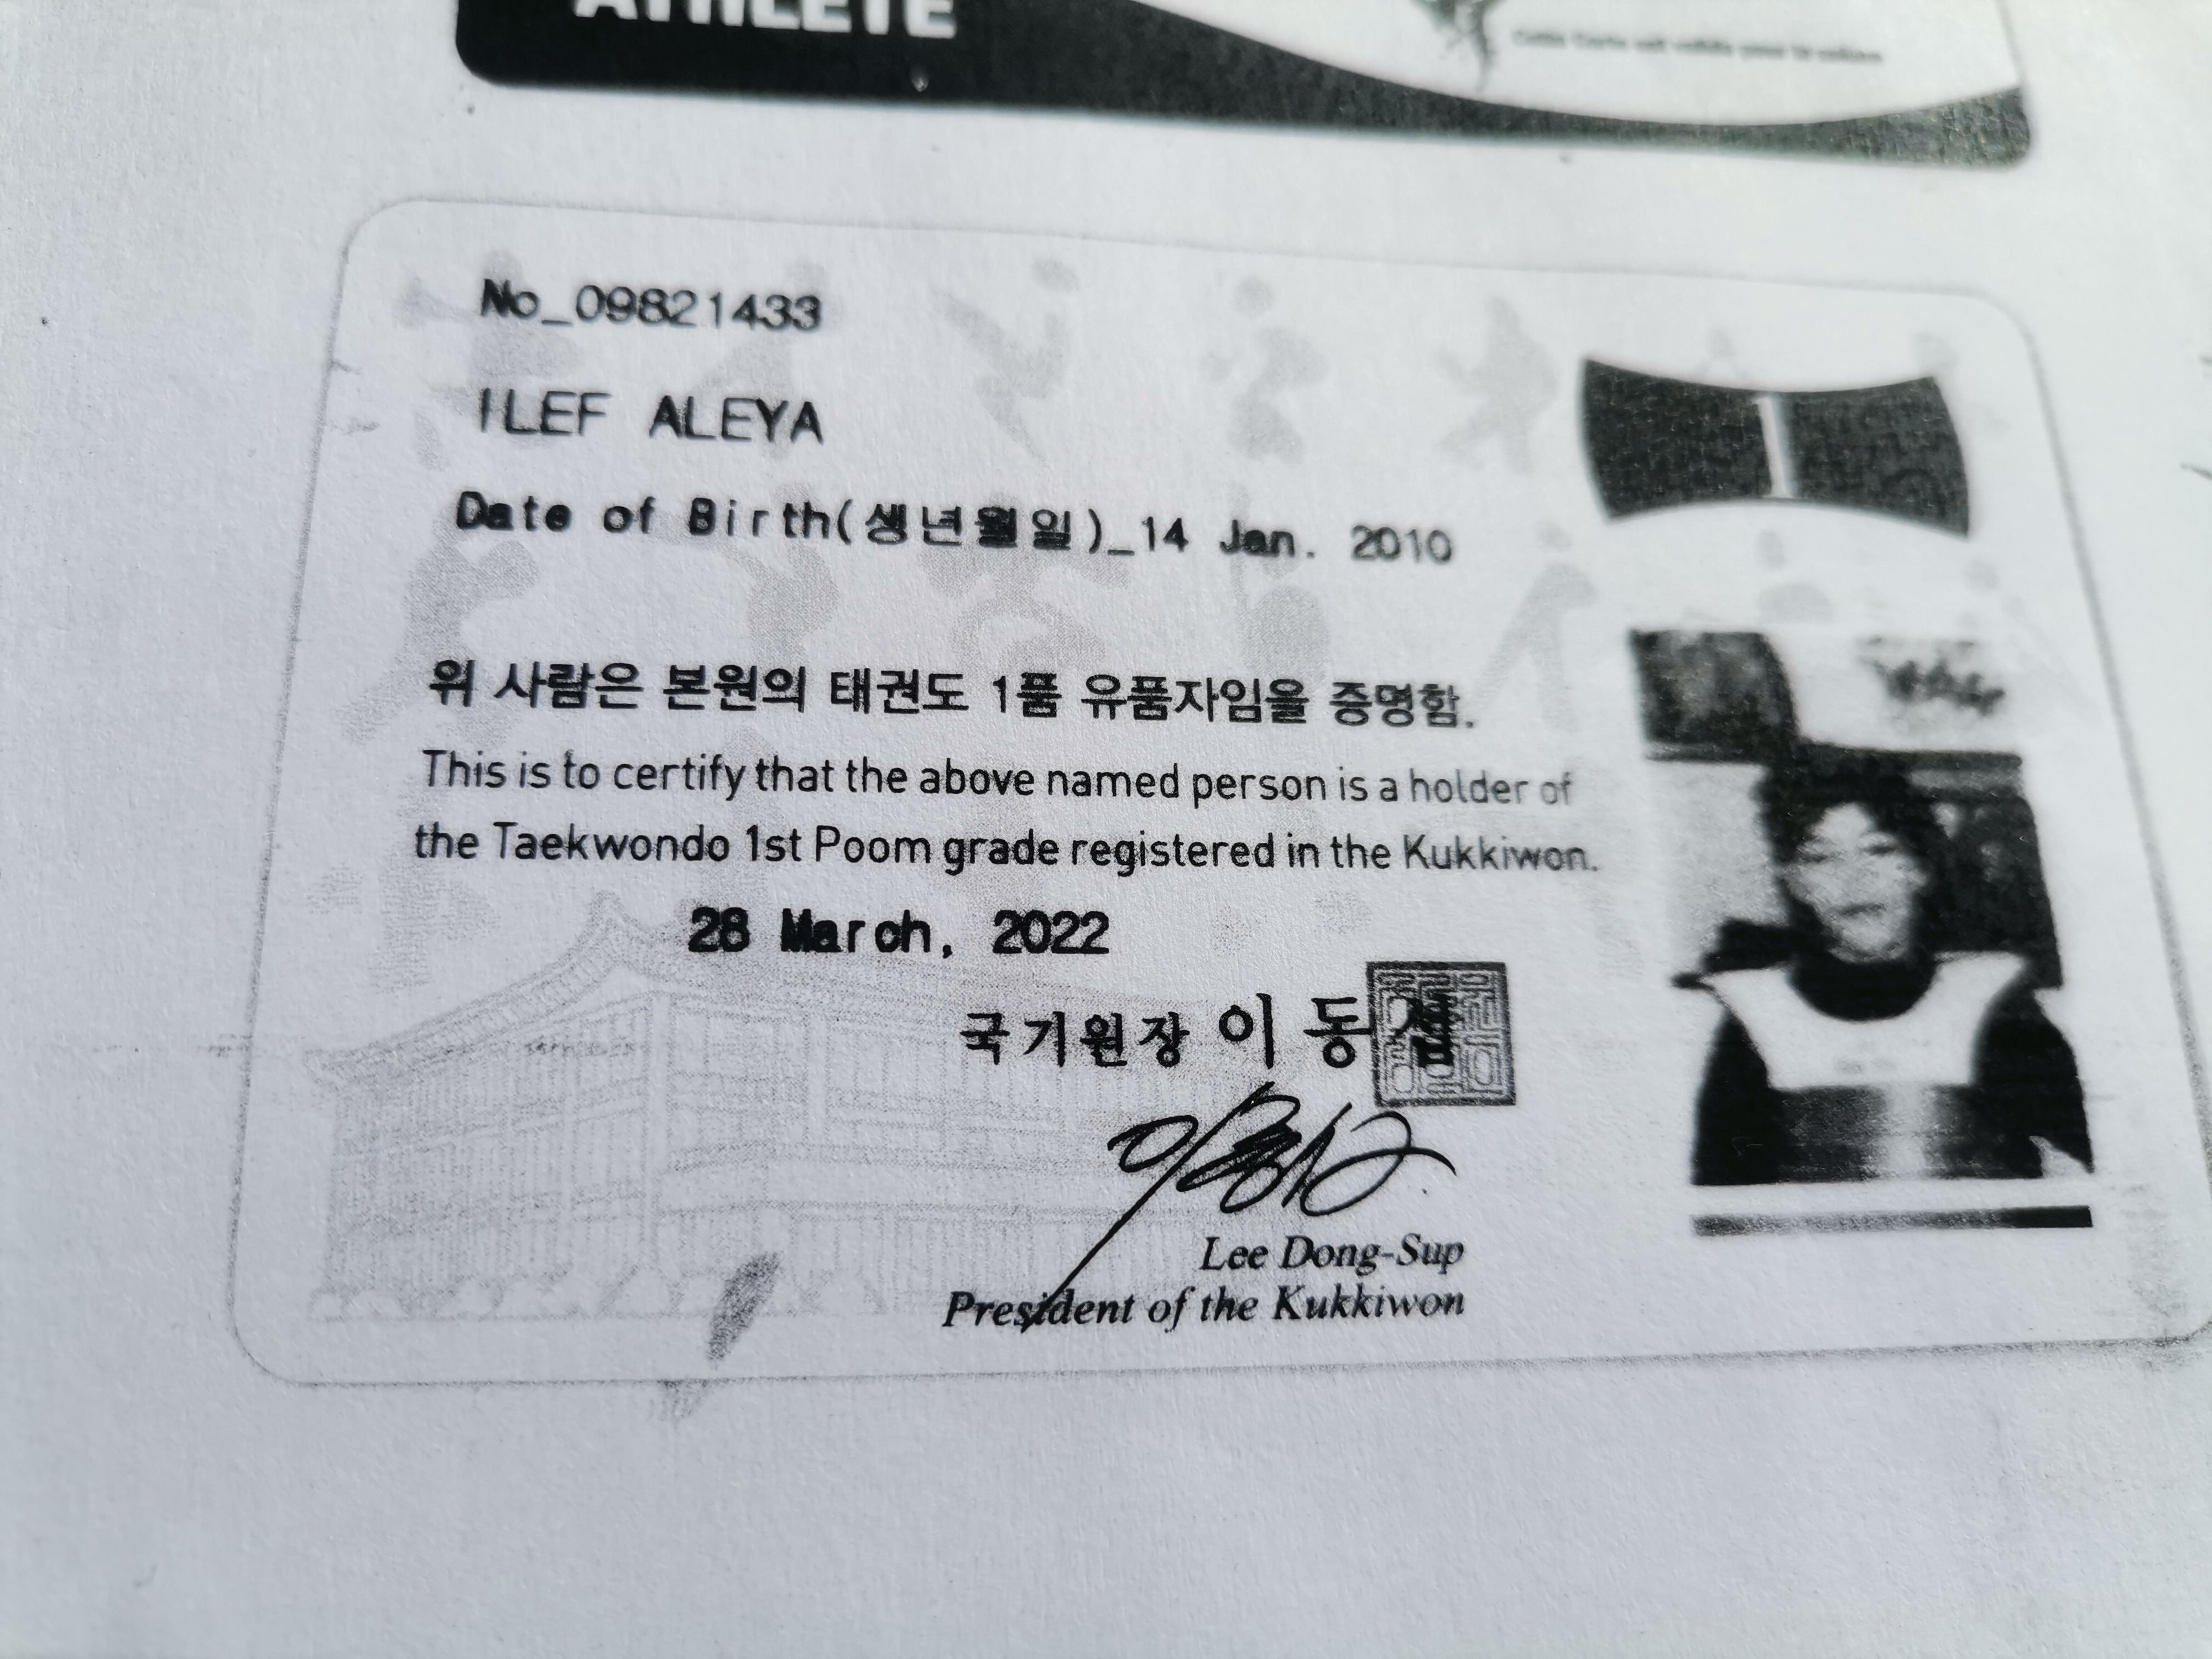 ATHLETE
No_09821433
ILEF ALEYA
1
Date of Birth(생년월일)_14 Jan. 2010
위 사람은 본원의 태권도 1품 유품자임을 증명함.
This is to certify that the above named person is a holder of
the Taekwondo 1st Poom grade registered in the Kukkiwon.
28 March, 2022
국기원장 이 동 섭
Lee Dong-Sup
President of the Kukkiwon